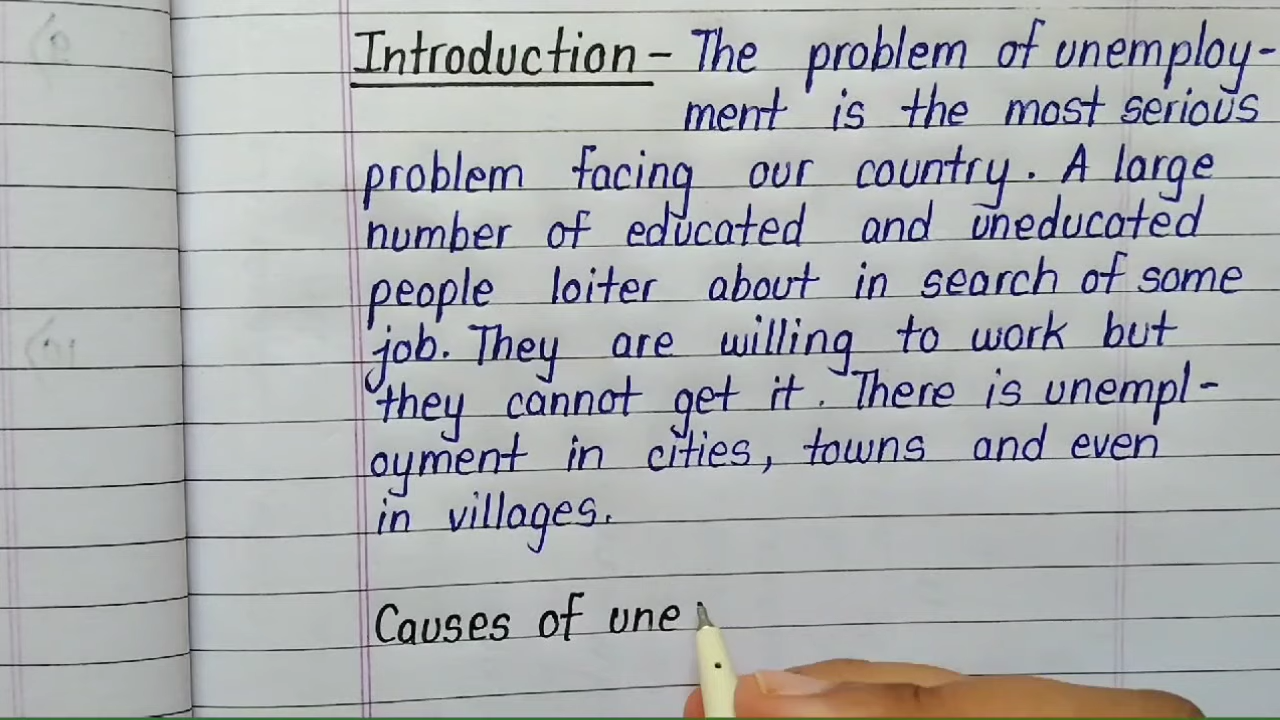 Introduction - The problem of unemploy-
ment is the most serious
problem facing our country. A large
number of educated and uneducated
people loiter about in search of some
job. They are willing to work but
they cannot get it. There is unempl-
oyment in cities, towns and even
in villages.
Causes of une